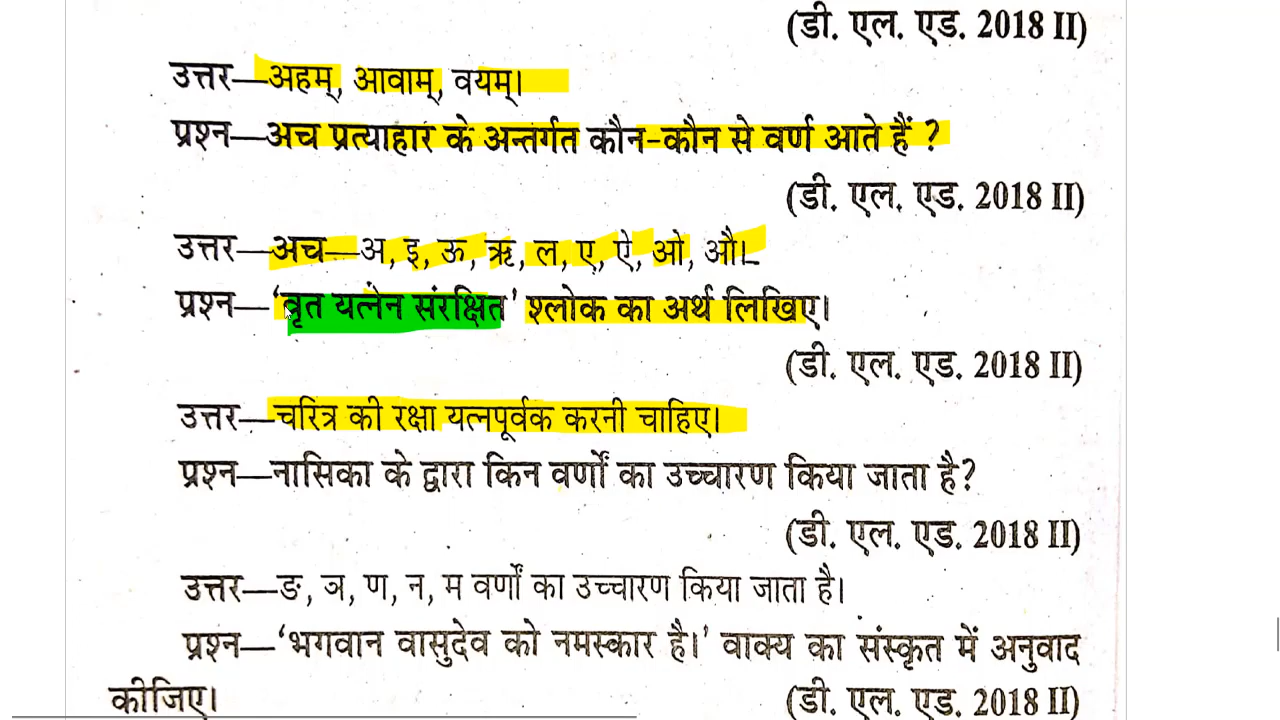 (डी. एल. एड. 2018 II)
उत्तर—अहम्, आवाम्, वयम्।
प्रश्न—अच प्रत्याहार के अन्तर्गत कौन-कौन से वर्ण आते हैं ?
(डी. एल. एड. 2018 II)
उत्तर—अच—अ, इ, ऊ, ऋ, ल, ए, ऐ, ओ, औ।
प्रश्न—‘वृत यत्नेन संरक्षित’ श्लोक का अर्थ लिखिए।
(डी. एल. एड. 2018 II)
उत्तर—चरित्र की रक्षा यत्नपूर्वक करनी चाहिए।
प्रश्न—नासिका के द्वारा किन वर्णों का उच्चारण किया जाता है?
(डी. एल. एड. 2018 II)
उत्तर—ङ, ञ, ण, न, म वर्णों का उच्चारण किया जाता है।
प्रश्न—‘भगवान वासुदेव को नमस्कार है।’ वाक्य का संस्कृत में अनुवाद
कीजिए। (डी. एल. एड. 2018 II)